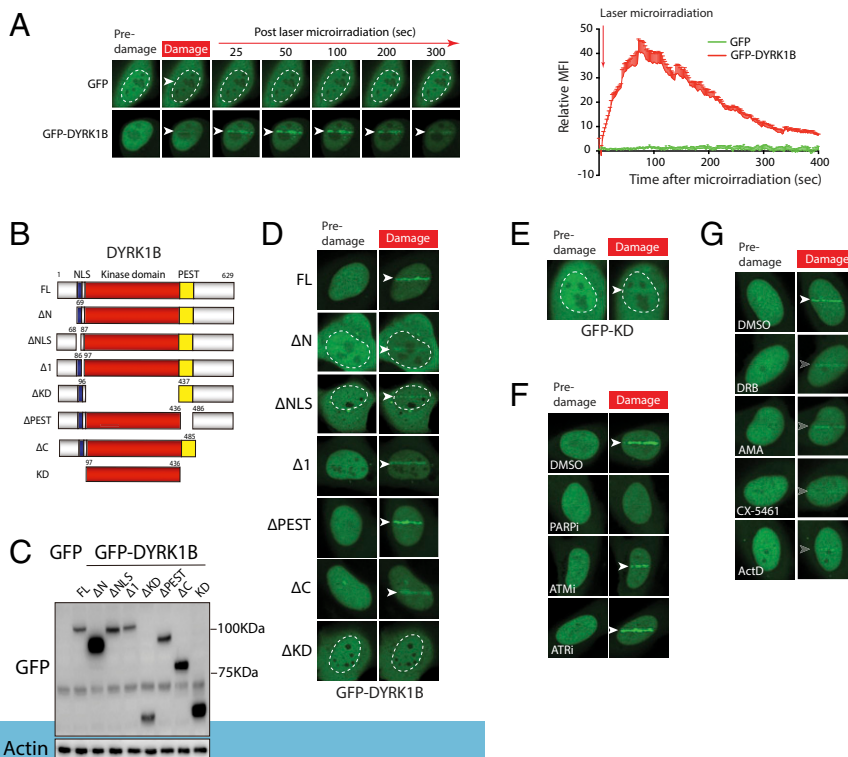 A
Pre-
damage
Damage
Post laser microirradiation (sec)
25 50 100 200 300
GFP
GFP-DYRK1B
Laser microirradiation
GFP
GFP-DYRK1B
Relative MFI
50
40
30
20
10
0
-10
100 200 300 400
Time after microirradiation (sec)
B
DYRK1B
1 NLS Kinase domain PEST 629
FL
69
ΔN
68 87
ΔNLS
86 97
Δ1
96 437
ΔKD
436 486
ΔPEST
485
ΔC
97 436
KD
C
GFP GFP-DYRK1B
FL ΔN ΔNLS Δ1 ΔKD ΔPEST ΔC KD
GFP
–100KDa
–75KDa
Actin
D
Pre-
damage
Damage
FL
ΔN
ΔNLS
Δ1
ΔPEST
ΔC
ΔKD
GFP-DYRK1B
E
Pre-
damage
Damage
GFP-KD
F
Pre-
damage
Damage
DMSO
PARPi
ATMi
ATRi
G
Pre-
damage
Damage
DMSO
DRB
AMA
CX-5461
ActD